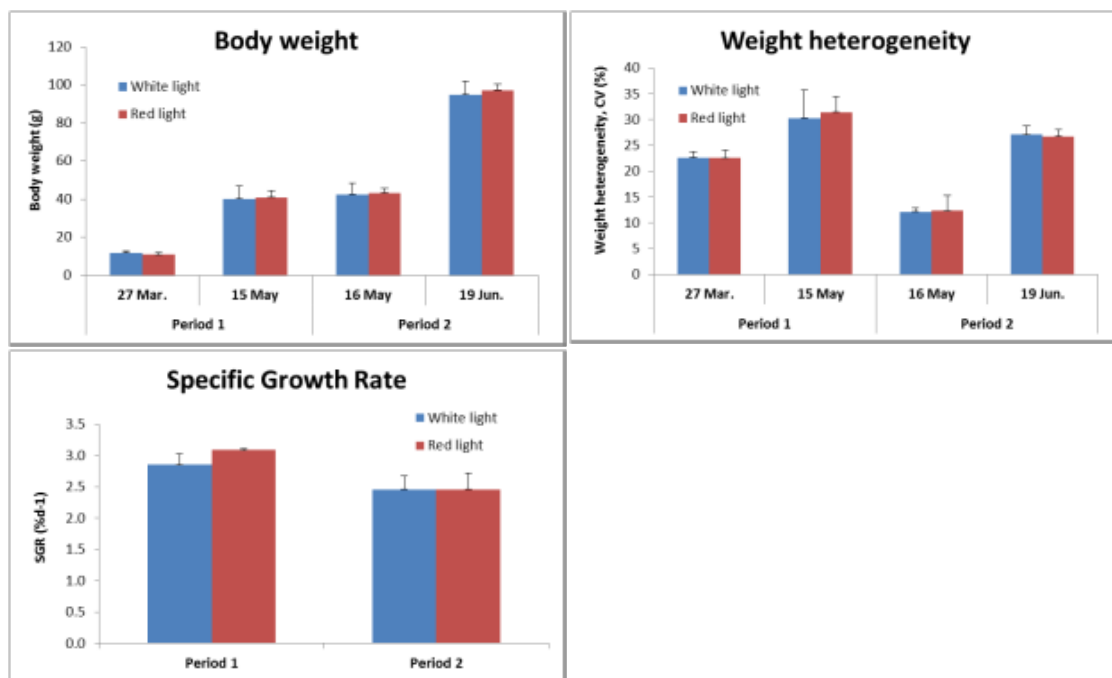 Body weight
120
100
80
60
40
20
0
Body weight (g)
White light
Red light
27 Mar.
15 May
16 May
19 Jun.
Period 1
Period 2
Weight heterogeneity
40
35
30
25
20
15
10
5
0
Weight heterogeneity, CV (%)
White light
Red light
27 Mar.
15 May
16 May
19 Jun.
Period 1
Period 2
Specific Growth Rate
3.5
3.0
2.5
2.0
1.5
1.0
0.5
0.0
SGR (%d-1)
White light
Red light
Period 1
Period 2